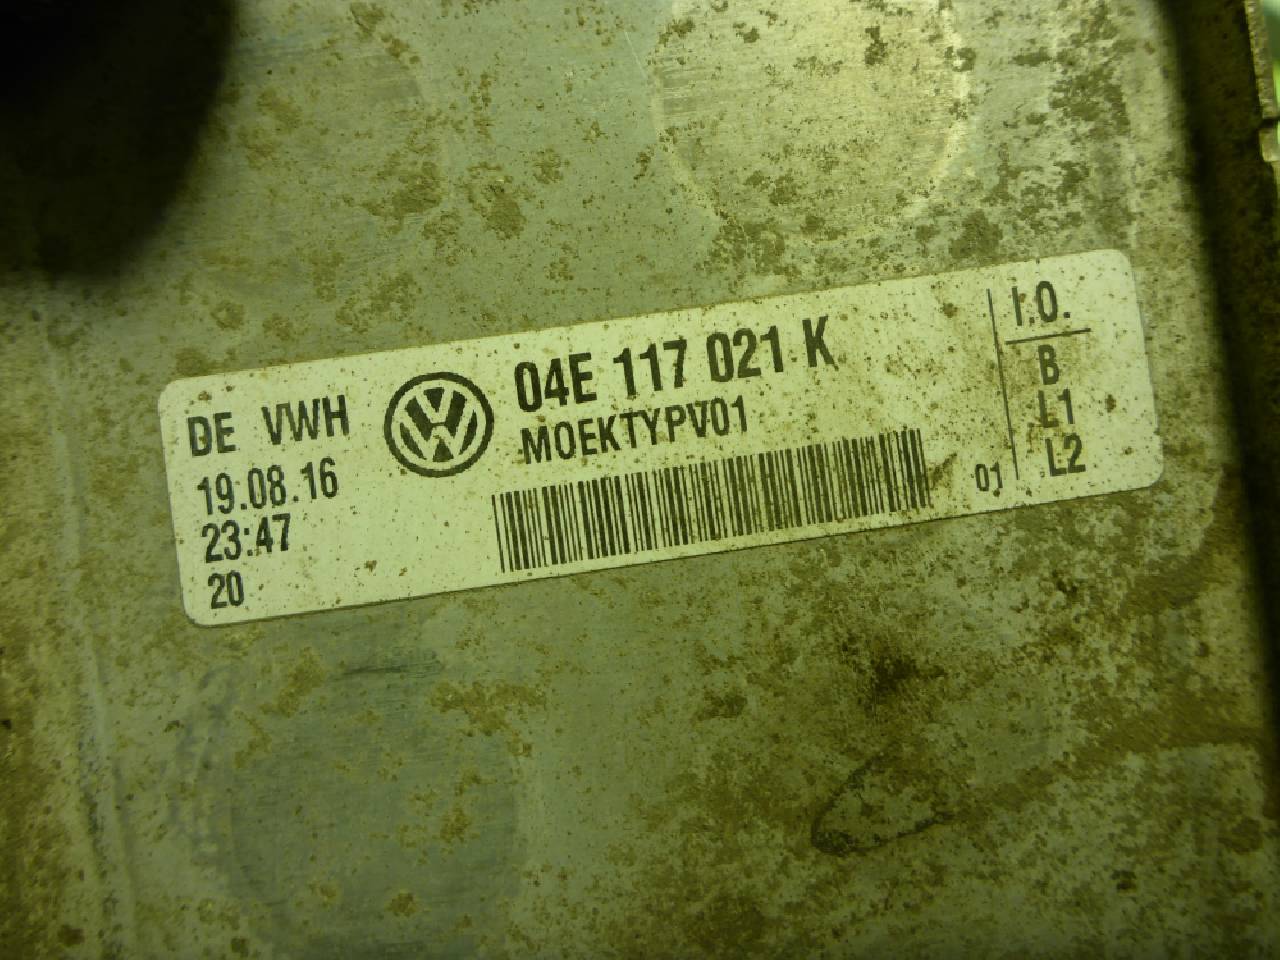 DE VWH
19.08.16
23:47
20
04E 117 021 K
MOEKTYPV01
01
I.O.
B
L1
L2